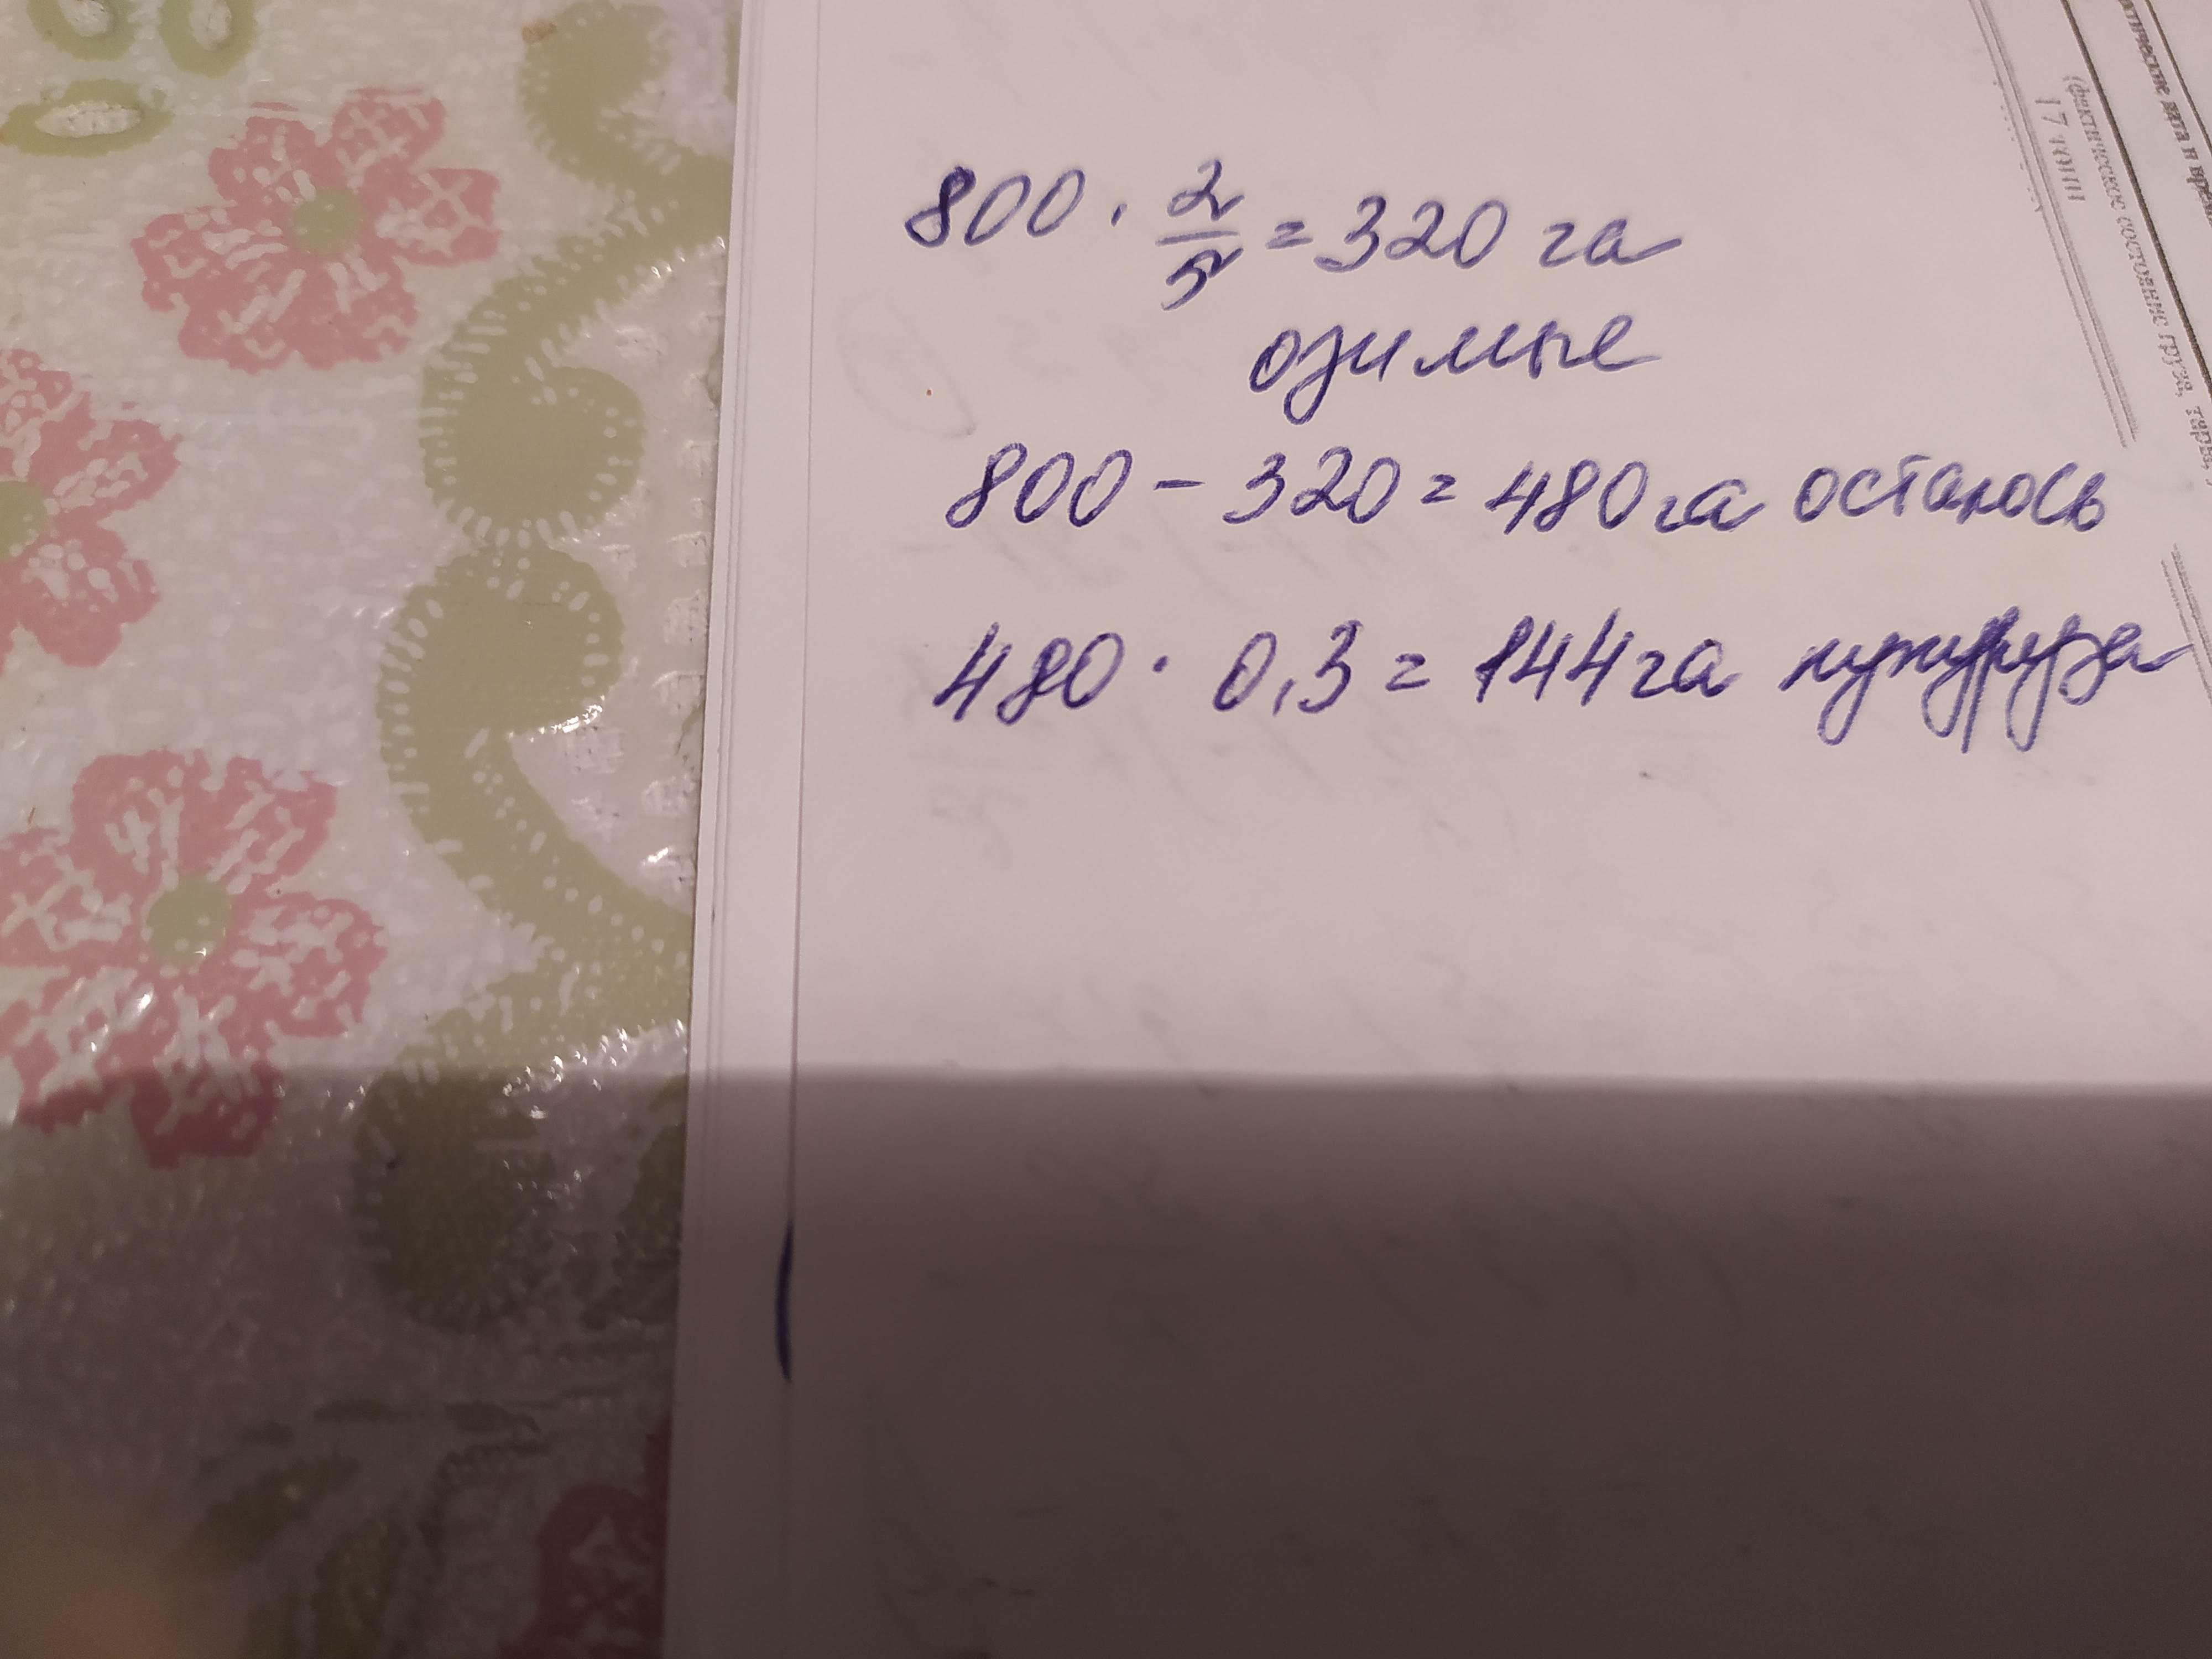 800 · 2/5 = 320 га
озимые
800 - 320 = 480 га осталось
480 · 0,3 = 144 га кукуруза